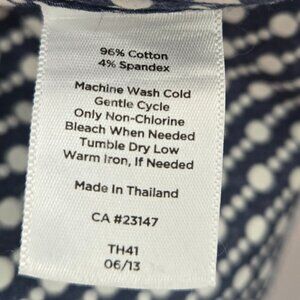 96% Cotton
4% Spandex
Machine Wash Cold
Gentle Cycle
Only Non-Chlorine
Bleach When Needed
Tumble Dry Low
Warm Iron, If Needed
Made In Thailand
CA #23147
TH41
06/13